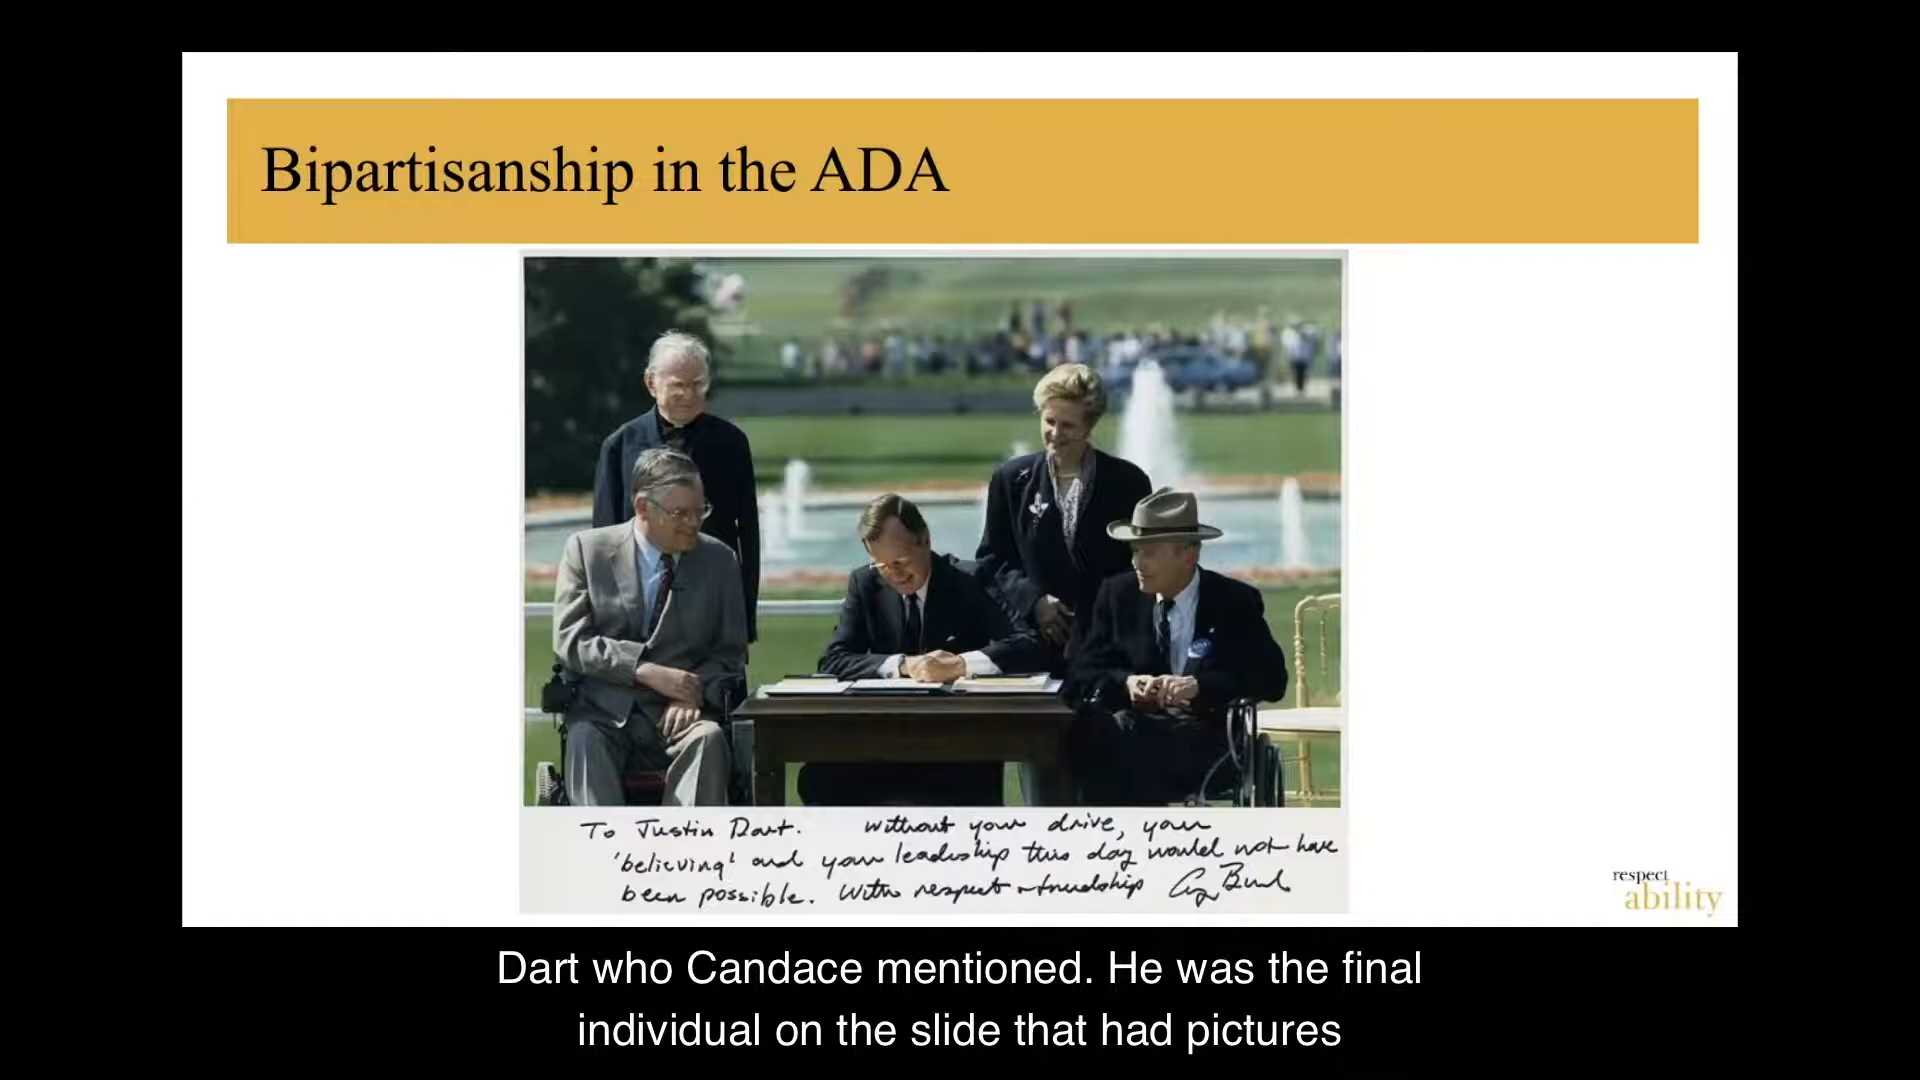 Bipartisanship in the ADA
To Justin Dart. Without your drive, your
'believing' and your leadership this day would not have
been possible. With respect + friendship G Bush
respect
ability
Dart who Candace mentioned. He was the final
individual on the slide that had pictures